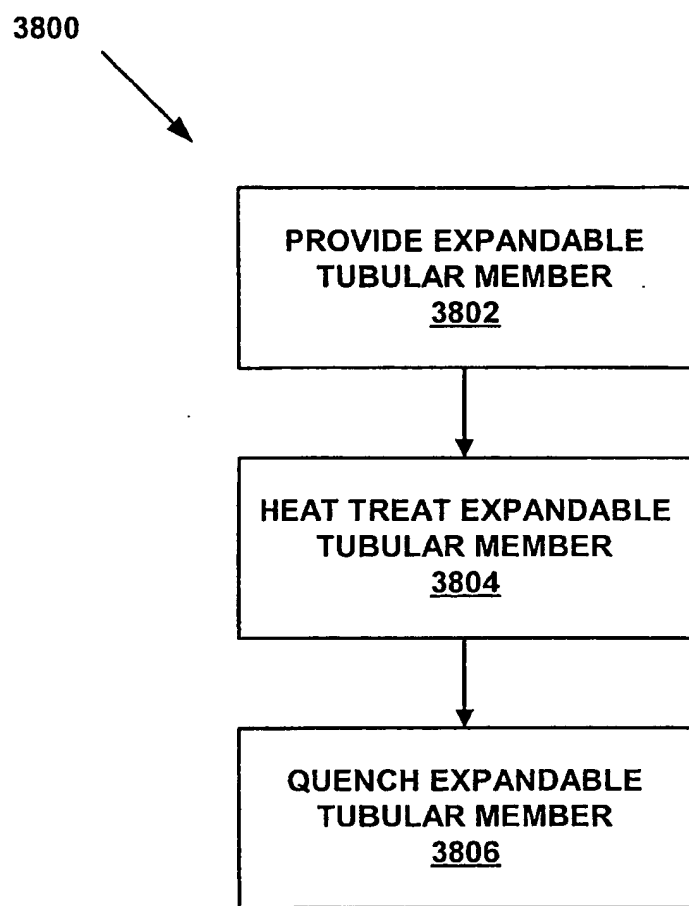 3800
PROVIDE EXPANDABLE
TUBULAR MEMBER
3802
HEAT TREAT EXPANDABLE
TUBULAR MEMBER
3804
QUENCH EXPANDABLE
TUBULAR MEMBER
3806